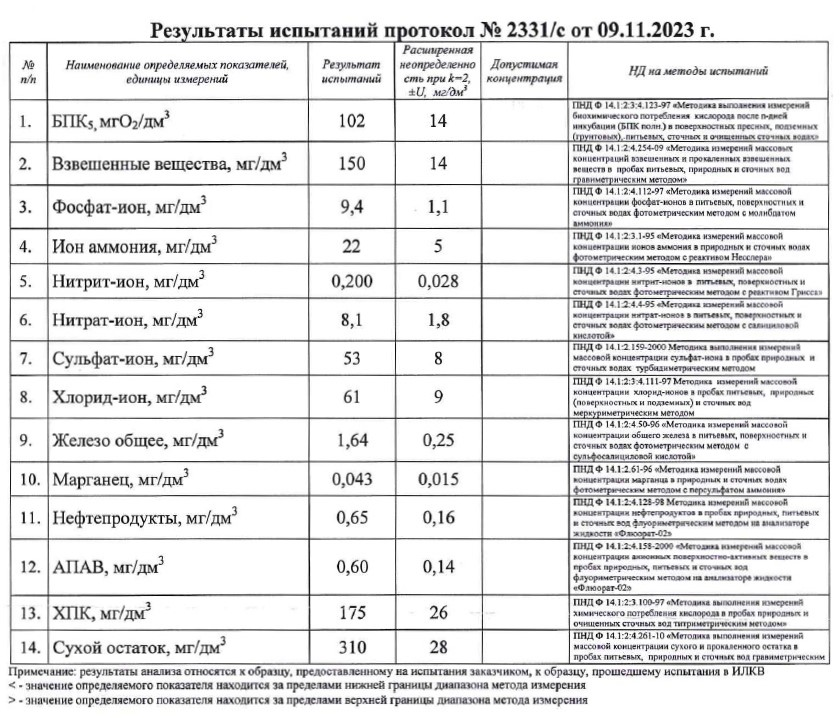 Результаты испытаний протокол № 2331/с от 09.11.2023 г.
№ п/п Наименование определяемых показателей, единицы измерений Результат испытаний Расширенная неопределенно сть при k=2, ±U, мг/дм³ Допустимая концентрация НД на методы испытаний
1. БПК₅, мгО₂/дм³ 102 14
ПНД Ф 14.1:2:3:4.123-97 «Методика выполнения измерений
биохимического потребления кислорода после n-дней
инкубации (БПК полн.) в поверхностных пресных, подземных
(грунтовых), питьевых, сточных и очищенных сточных водах»
2. Взвешенные вещества, мг/дм³ 150 14
ПНД Ф 14.1:2:4.254-09 «Методика измерений массовых
концентраций взвешенных и прокаленных взвешенных
веществ в пробах питьевых, природных и сточных вод
гравиметрическим методом»
3. Фосфат-ион, мг/дм³ 9,4 1,1
ПНД Ф 14.1:2:4.112-97 «Методика измерений массовой
концентрации фосфат-ионов в питьевых, поверхностных и
сточных водах фотометрическим методом с молибдатом
аммония»
4. Ион аммония, мг/дм³ 22 5
ПНД Ф 14.1:2:3.1-95 «Методика измерений массовой
концентрации ионов аммония в природных и сточных водах
фотометрическим методом с реактивом Несслера»
5. Нитрит-ион, мг/дм³ 0,200 0,028
ПНД Ф 14.1:2:4.3-95 «Методика измерений массовой
концентрации нитрит-ионов в питьевых, поверхностных и
сточных водах фотометрическим методом с реактивом Грисса»
6. Нитрат-ион, мг/дм³ 8,1 1,8
ПНД Ф 14.1:2:4.4-95 «Методика измерений массовой
концентрации нитрат-ионов в питьевых, поверхностных и
сточных водах фотометрическим методом с салициловой
кислотой»
7. Сульфат-ион, мг/дм³ 53 8
ПНД Ф 14.1:2.159-2000 Методика выполнения измерений
массовой концентрации сульфат-иона в пробах природных и
сточных водах турбидиметрическим методом
8. Хлорид-ион, мг/дм³ 61 9
ПНД Ф 14.1:2:3:4.111-97 Методика измерений массовой
концентрации хлорид-ионов в пробах питьевых, природных
(поверхностных и подземных) и сточных вод
меркуриметрическим методом
9. Железо общее, мг/дм³ 1,64 0,25
ПНД Ф 14.1:2:4.50-96 «Методика измерений массовой
концентрации общего железа в питьевых, поверхностных и
сточных водах фотометрическим методом с
сульфосалициловой кислотой»
10. Марганец, мг/дм³ 0,043 0,015
ПНД Ф 14.1:2.61-96 «Методика измерений массовой
концентрации марганца в природных и сточных водах
фотометрическим методом с персульфатом аммония»
11. Нефтепродукты, мг/дм³ 0,65 0,16
ПНД Ф 14.1:2:4.128-98 Методика измерений массовой
концентрации нефтепродуктов в пробах природных, питьевых
и сточных вод флуориметрическим методом на анализаторе
жидкости «Флюорат-02»
12. АПАВ, мг/дм³ 0,60 0,14
ПНД Ф 14.1:2:4.158-2000 «Методика измерений массовой
концентрации анионных поверхностно-активных веществ в
пробах природных, питьевых и сточных вод
флуориметрическим методом на анализаторе жидкости
«Флюорат-02»
13. ХПК, мг/дм³ 175 26
ПНД Ф 14.1:2:3.100-97 «Методика выполнения измерений
химического потребления кислорода в пробах природных и
очищенных сточных вод титриметрическим методом»
14. Сухой остаток, мг/дм³ 310 28
ПНД Ф 14.1:2:4.261-10 «Методика выполнения измерений
массовой концентрации сухого и прокаленного остатка в
пробах питьевых, природных и сточных вод гравиметрическим
Примечание: результаты анализа относятся к образцу, предоставленному на испытания заказчиком, к образцу, прошедшему испытания в ИЛКВ
< - значение определяемого показателя находится за пределами нижней границы диапазона метода измерения
> - значение определяемого показателя находится за пределами верхней границы диапазона метода измерения